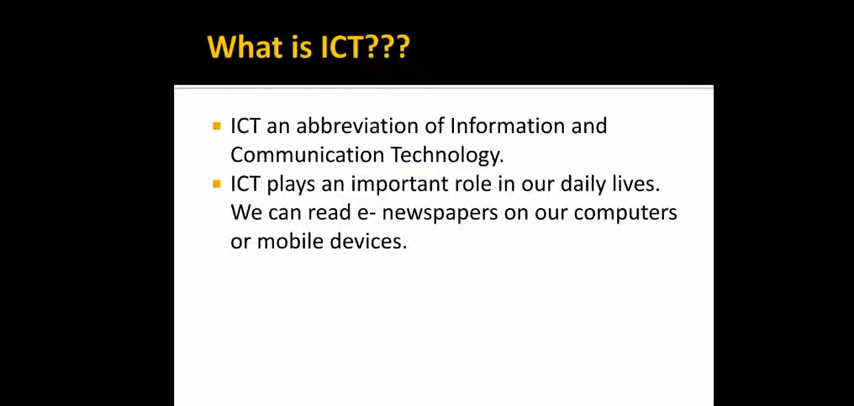 What is ICT???
ICT an abbreviation of Information and
Communication Technology.
ICT plays an important role in our daily lives.
We can read e- newspapers on our computers
or mobile devices.